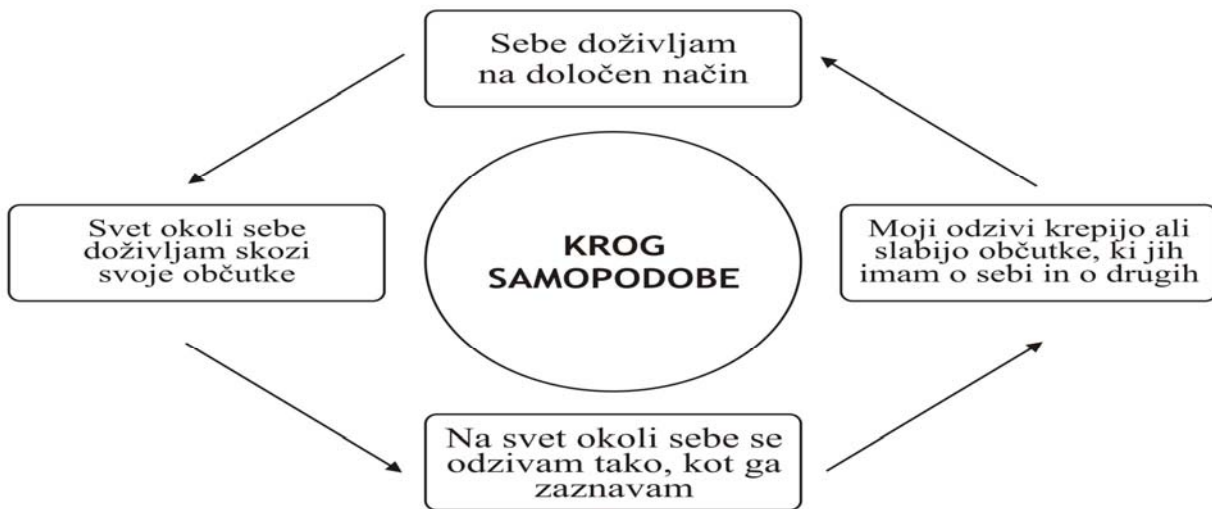 Sebe doživljam
na določen način
Svet okoli sebe
doživljam skozi
svoje občutke
KROG
SAMOPODOBE
Moji odzivi krepijo ali
slabijo občutke, ki jih
imam o sebi in o drugih
Na svet okoli sebe se
odzivam tako, kot ga
zaznavam